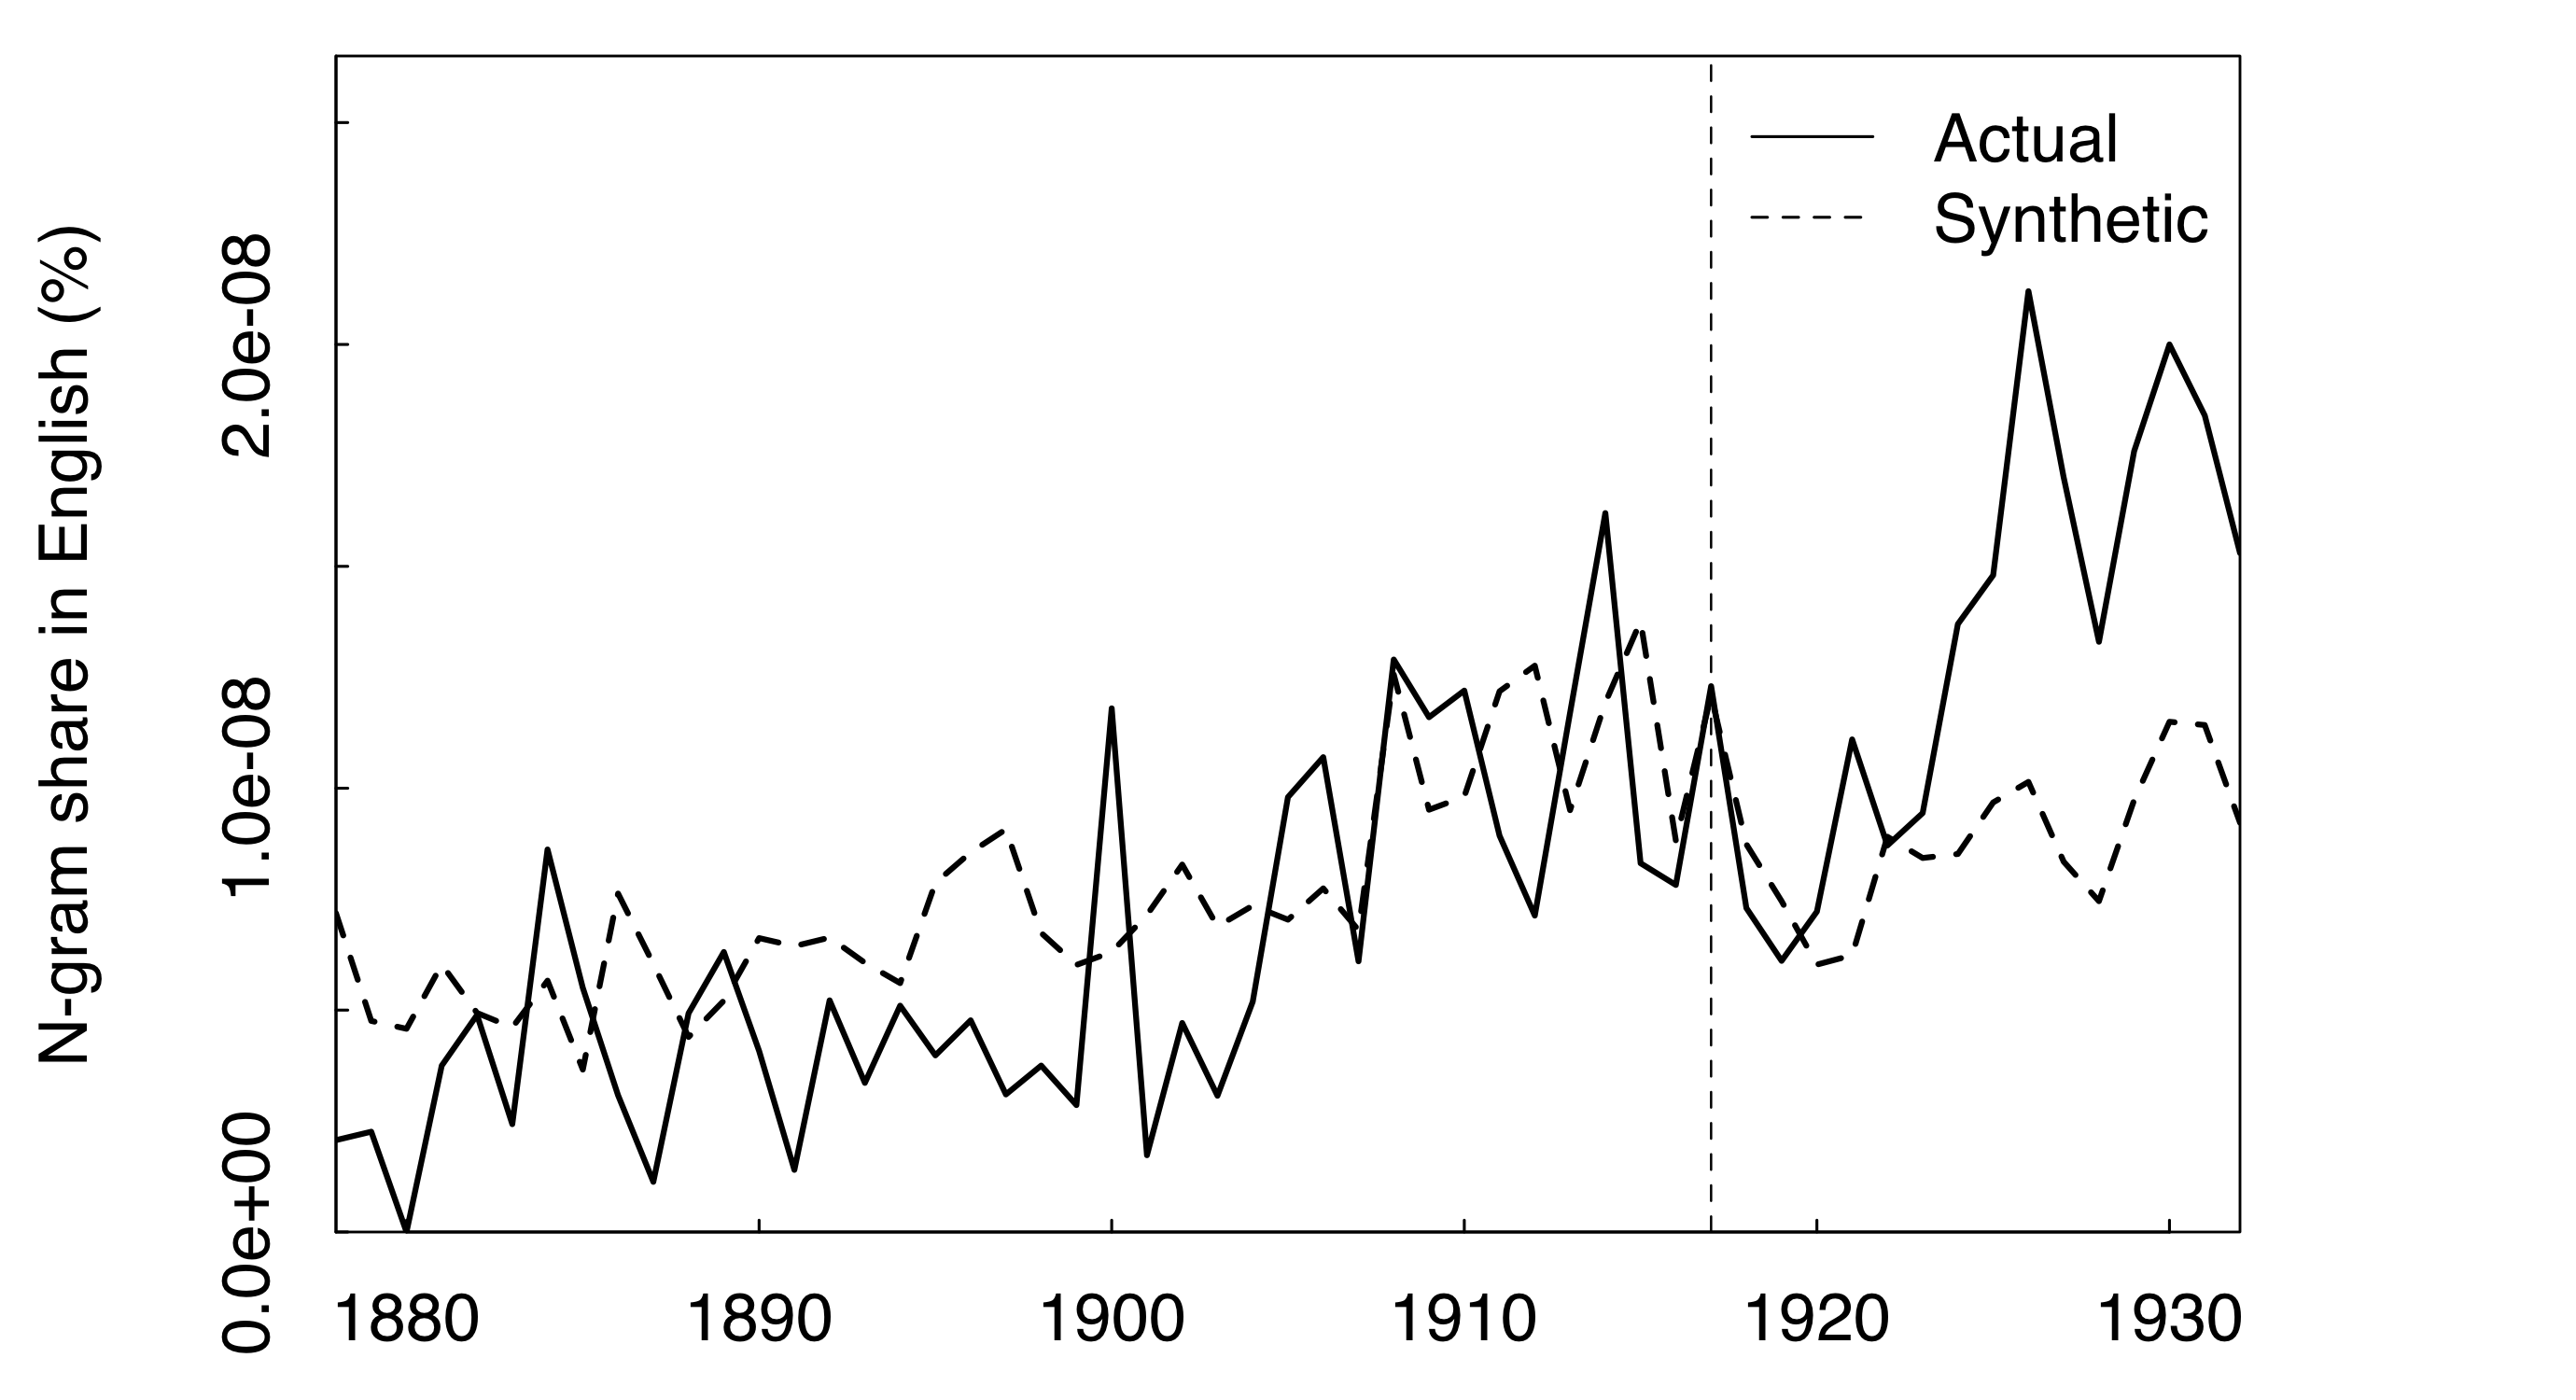 N-gram share in English (%)
2.0e-08
1.0e-08
0.0e+00
Actual
Synthetic
1880 1890 1900 1910 1920 1930